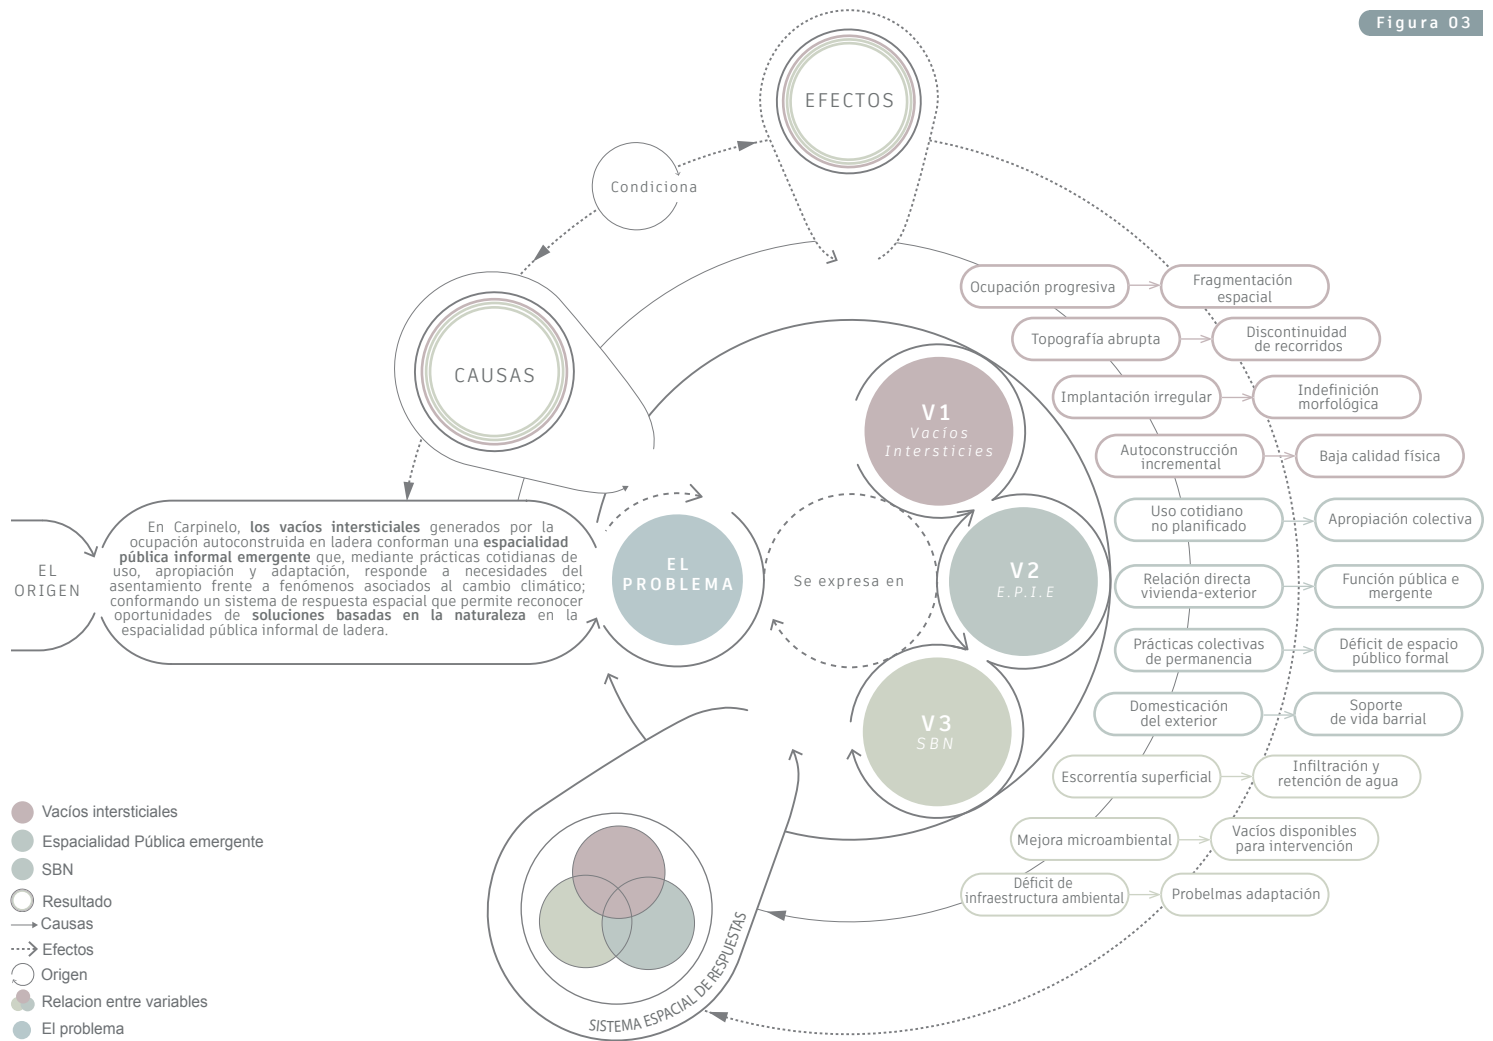 Figura 03
EFECTOS
Condiciona
CAUSAS
EL
ORIGEN
En Carpinelo, los vacíos intersticiales generados por la
ocupación autoconstruida en ladera conforman una espacialidad
pública informal emergente que, mediante prácticas cotidianas de
uso, apropiación y adaptación, responde a necesidades del
asentamiento frente a fenómenos asociados al cambio climático;
conformando un sistema de respuesta espacial que permite reconocer
oportunidades de soluciones basadas en la naturaleza en la
espacialidad pública informal de ladera.
EL
PROBLEMA
Se expresa en
V1
Vacíos
Intersticies
V2
E.P.I.E
V3
SBN
Ocupación progresiva
Fragmentación
espacial
Topografía abrupta
Discontinuidad
de recorridos
Implantación irregular
Indefinición
morfológica
Autoconstrucción
incremental
Baja calidad física
Uso cotidiano
no planificado
Apropiación colectiva
Relación directa
vivienda-exterior
Función pública e
mergente
Prácticas colectivas
de permanencia
Déficit de espacio
público formal
Domesticación
del exterior
Soporte
de vida barrial
Escorrentía superficial
Infiltración y
retención de agua
Mejora microambiental
Vacíos disponibles
para intervención
Déficit de
infraestructura ambiental
Probelmas adaptación
SISTEMA ESPACIAL DE RESPUESTAS
Vacíos intersticiales
Espacialidad Pública emergente
SBN
Resultado
Causas
Efectos
Origen
Relacion entre variables
El problema